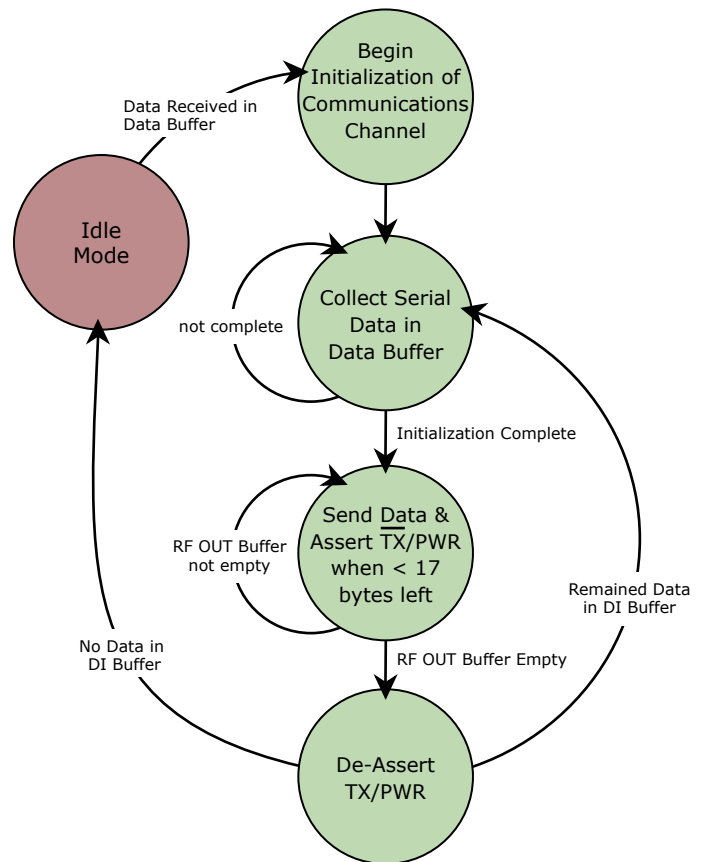 Begin
Initialization of
Communications
Channel
Data Received in
Data Buffer
Idle
Mode
Collect Serial
Data in
Data Buffer
not complete
Initialization Complete
Send Data &
Assert TX/PWR
when < 17
bytes left
RF OUT Buffer
not empty
Remained Data
in DI Buffer
No Data in
DI Buffer
RF OUT Buffer Empty
De-Assert
TX/PWR